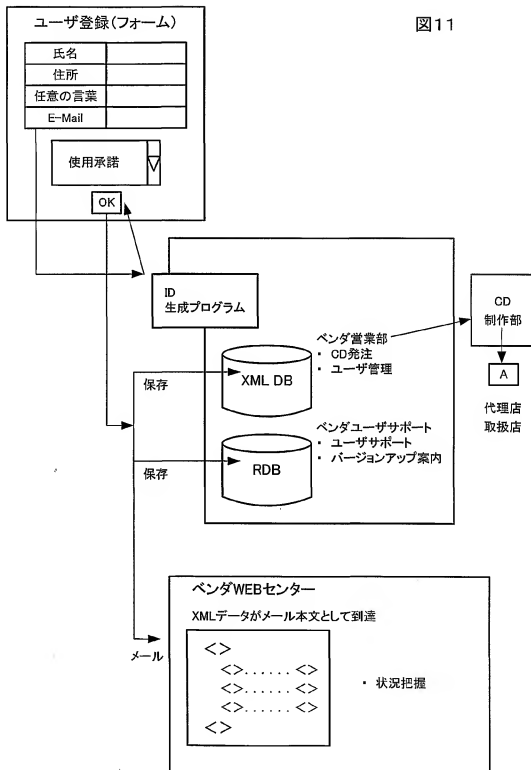 図11
ユーザ登録(フォーム)
氏名
住所
任意の言葉
E-Mail
使用承諾
OK
ID
生成プログラム
XML DB
RDB
保存
保存
ベンダ営業部
・ CD発注
・ ユーザ管理
ベンダユーザサポート
・ ユーザサポート
・ バージョンアップ案内
CD
制作部
A
代理店
取扱店
メール
ベンダWEBセンター
XMLデータがメール本文として到達
<>
<>......<>
<>......<>
<>......<>
<>
・ 状況把握